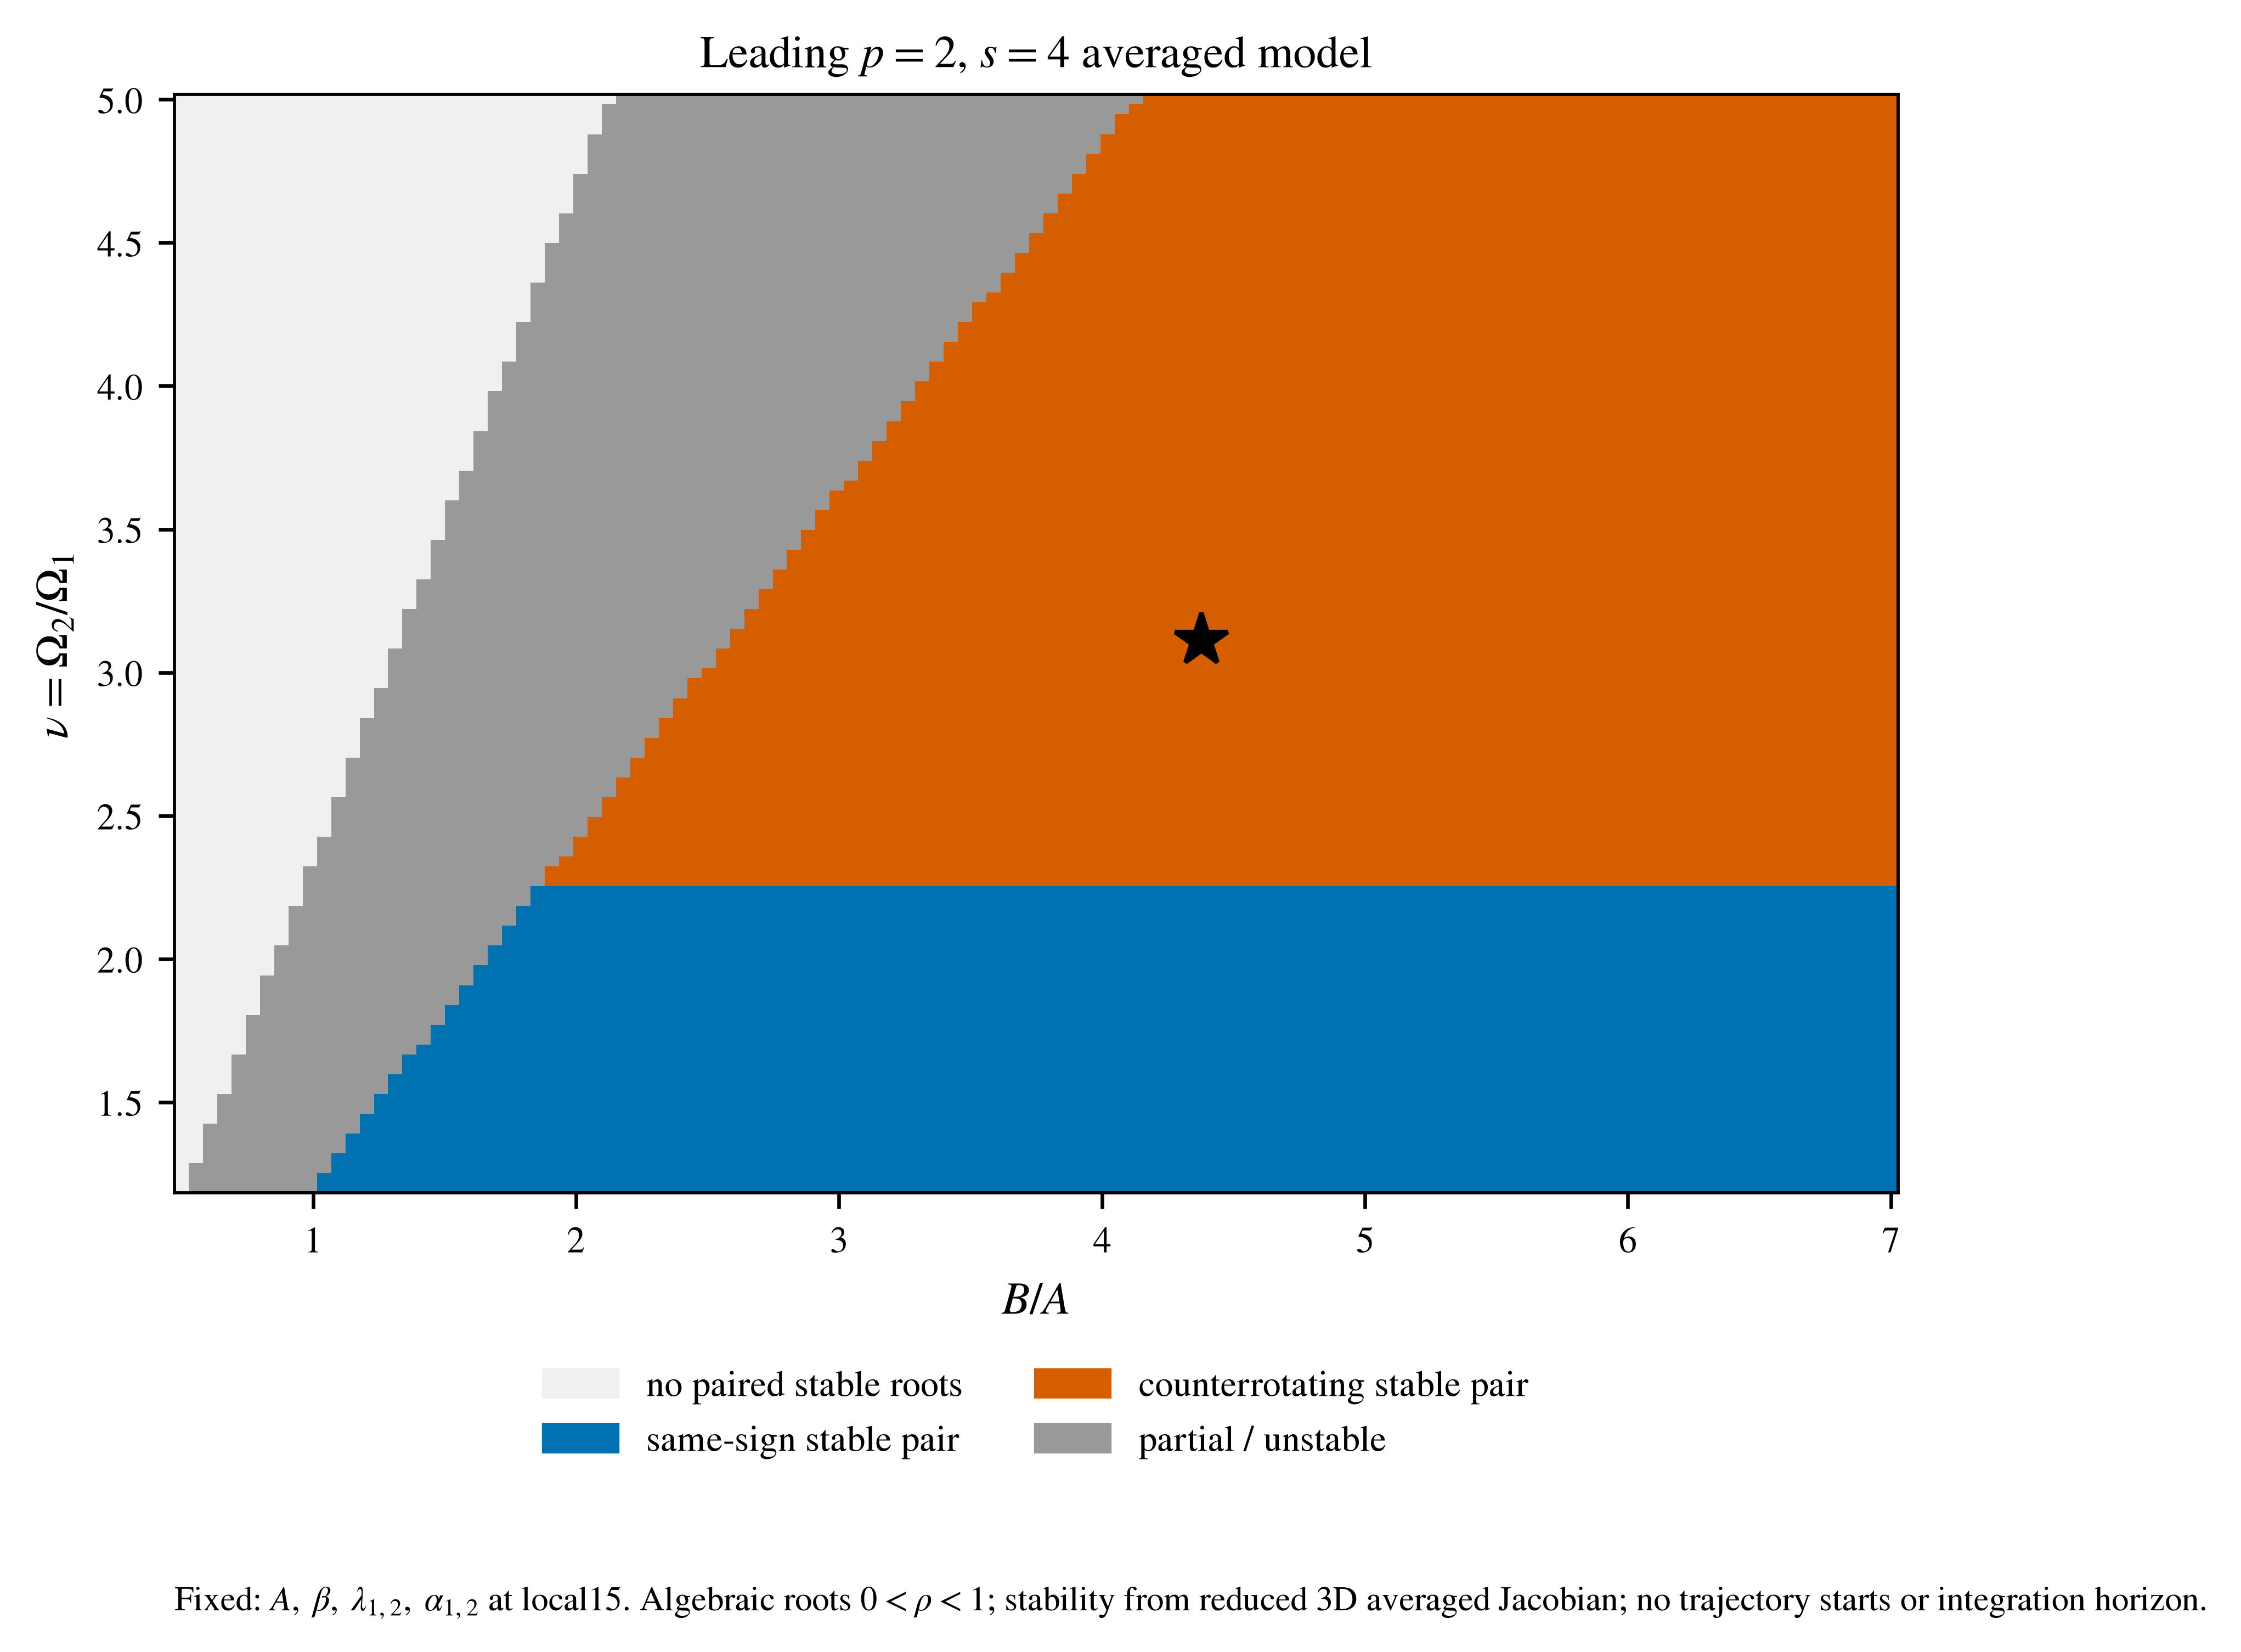 Leading p = 2, s = 4 averaged model
5.0
4.5
4.0
3.5
3.0
2.5
2.0
1.5
ν = Ω₂/Ω₁
1 2 3 4 5 6 7
B/A
no paired stable roots counterrotating stable pair
same-sign stable pair partial / unstable
Fixed: A, β, λ₁,₂, α₁,₂ at local15. Algebraic roots 0 < ρ < 1; stability from reduced 3D averaged Jacobian; no trajectory starts or integration horizon.